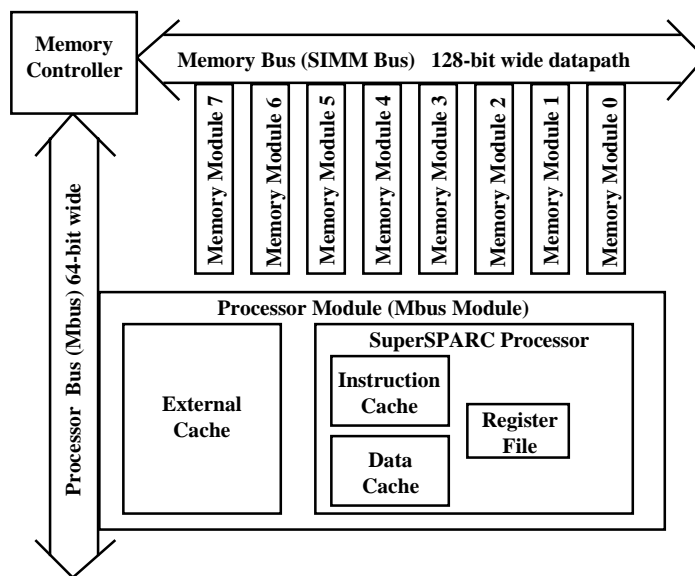 Memory
Controller
Memory Bus (SIMM Bus) 128-bit wide datapath
Memory Module 7
Memory Module 6
Memory Module 5
Memory Module 4
Memory Module 3
Memory Module 2
Memory Module 1
Memory Module 0
Processor Bus (Mbus) 64-bit wide
Processor Module (Mbus Module)
External
Cache
SuperSPARC Processor
Instruction
Cache
Data
Cache
Register
File